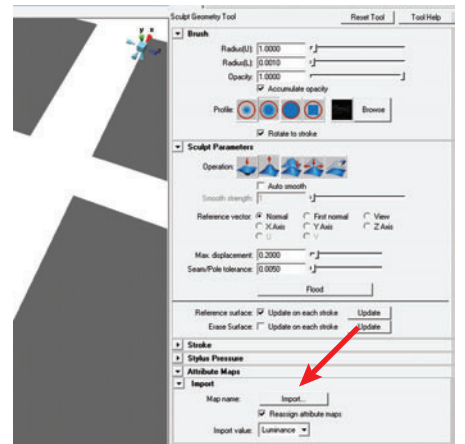 Sculpt Geometry Tool Reset Tool Tool Help
Brush
Radius(U): 1.0000
Radius(L): 0.0010
Opacity: 1.0000
Accumulate opacity
Profile: Browse
Rotate to stroke
Sculpt Parameters
Operation:
Auto smooth
Smooth strength: 1
Reference vector: Normal First normal View
X Axis Y Axis Z Axis
U V
Max. displacement: 0.2000
Seam/Pole tolerance: 0.0050
Flood
Reference surface: Update on each stroke Update
Erase Surface: Update on each stroke Update
Stroke
Stylus Pressure
Attribute Maps
Import
Map name: Import...
Reassign attribute maps
Import value: Luminance